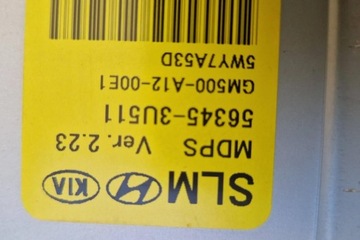 SLM KIA
MDPS Ver. 2.23
56345-3U511
GM500-A12-00E1
5WY7A53D